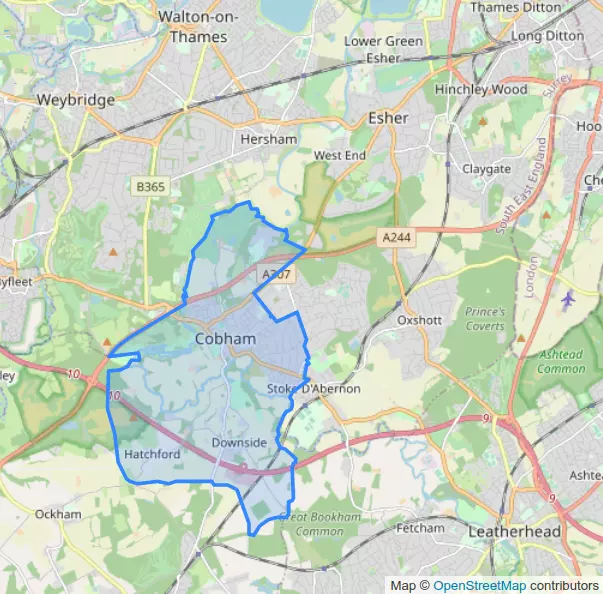 Walton-on-
Thames
Thames Ditton
Long Ditton
Lower Green
Esher
Weybridge
Hinchley Wood
Surrey
Esher
Hoo
Hersham
West End
Claygate
Che
B365
South East England
London
A244
yfleet
A307
Prince's
Coverts
Oxshott
Cobham
Ashtead
Common
ley
10
10
Stoke D'Abernon
9
Downside
Hatchford
Ashtea
9
Ockham
Great Bookham
Common
Fetcham
Leatherhead
Map © OpenStreetMap contributors